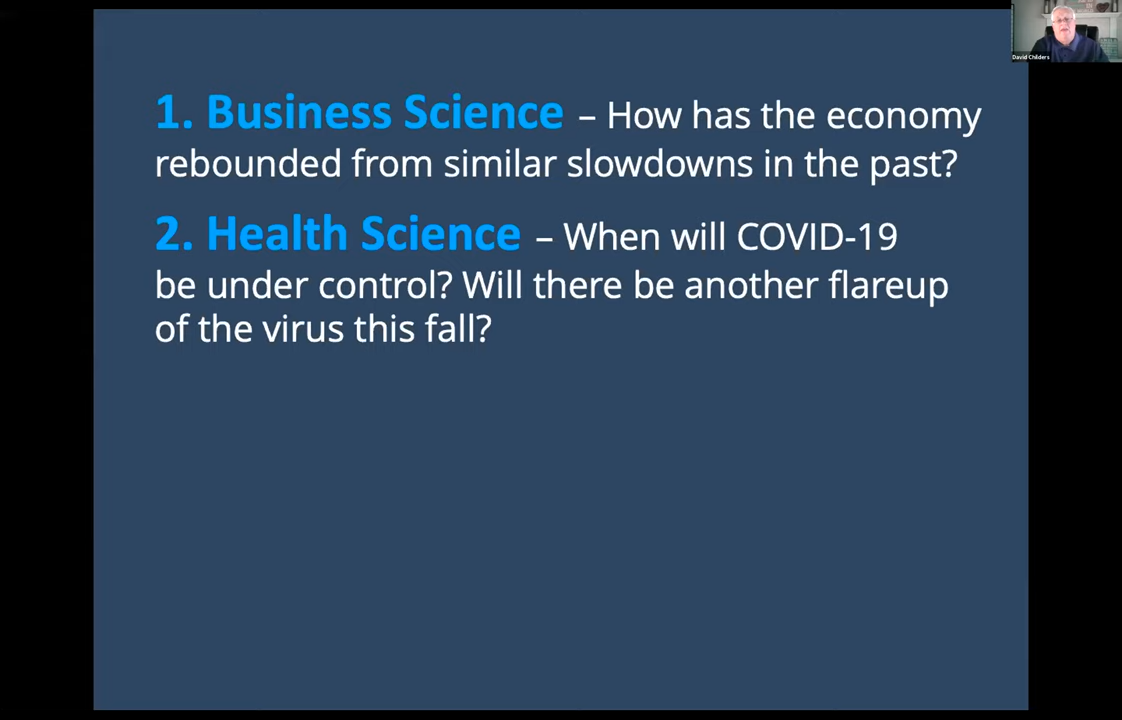 David Childers
1. Business Science – How has the economy
rebounded from similar slowdowns in the past?
2. Health Science – When will COVID-19
be under control? Will there be another flareup
of the virus this fall?